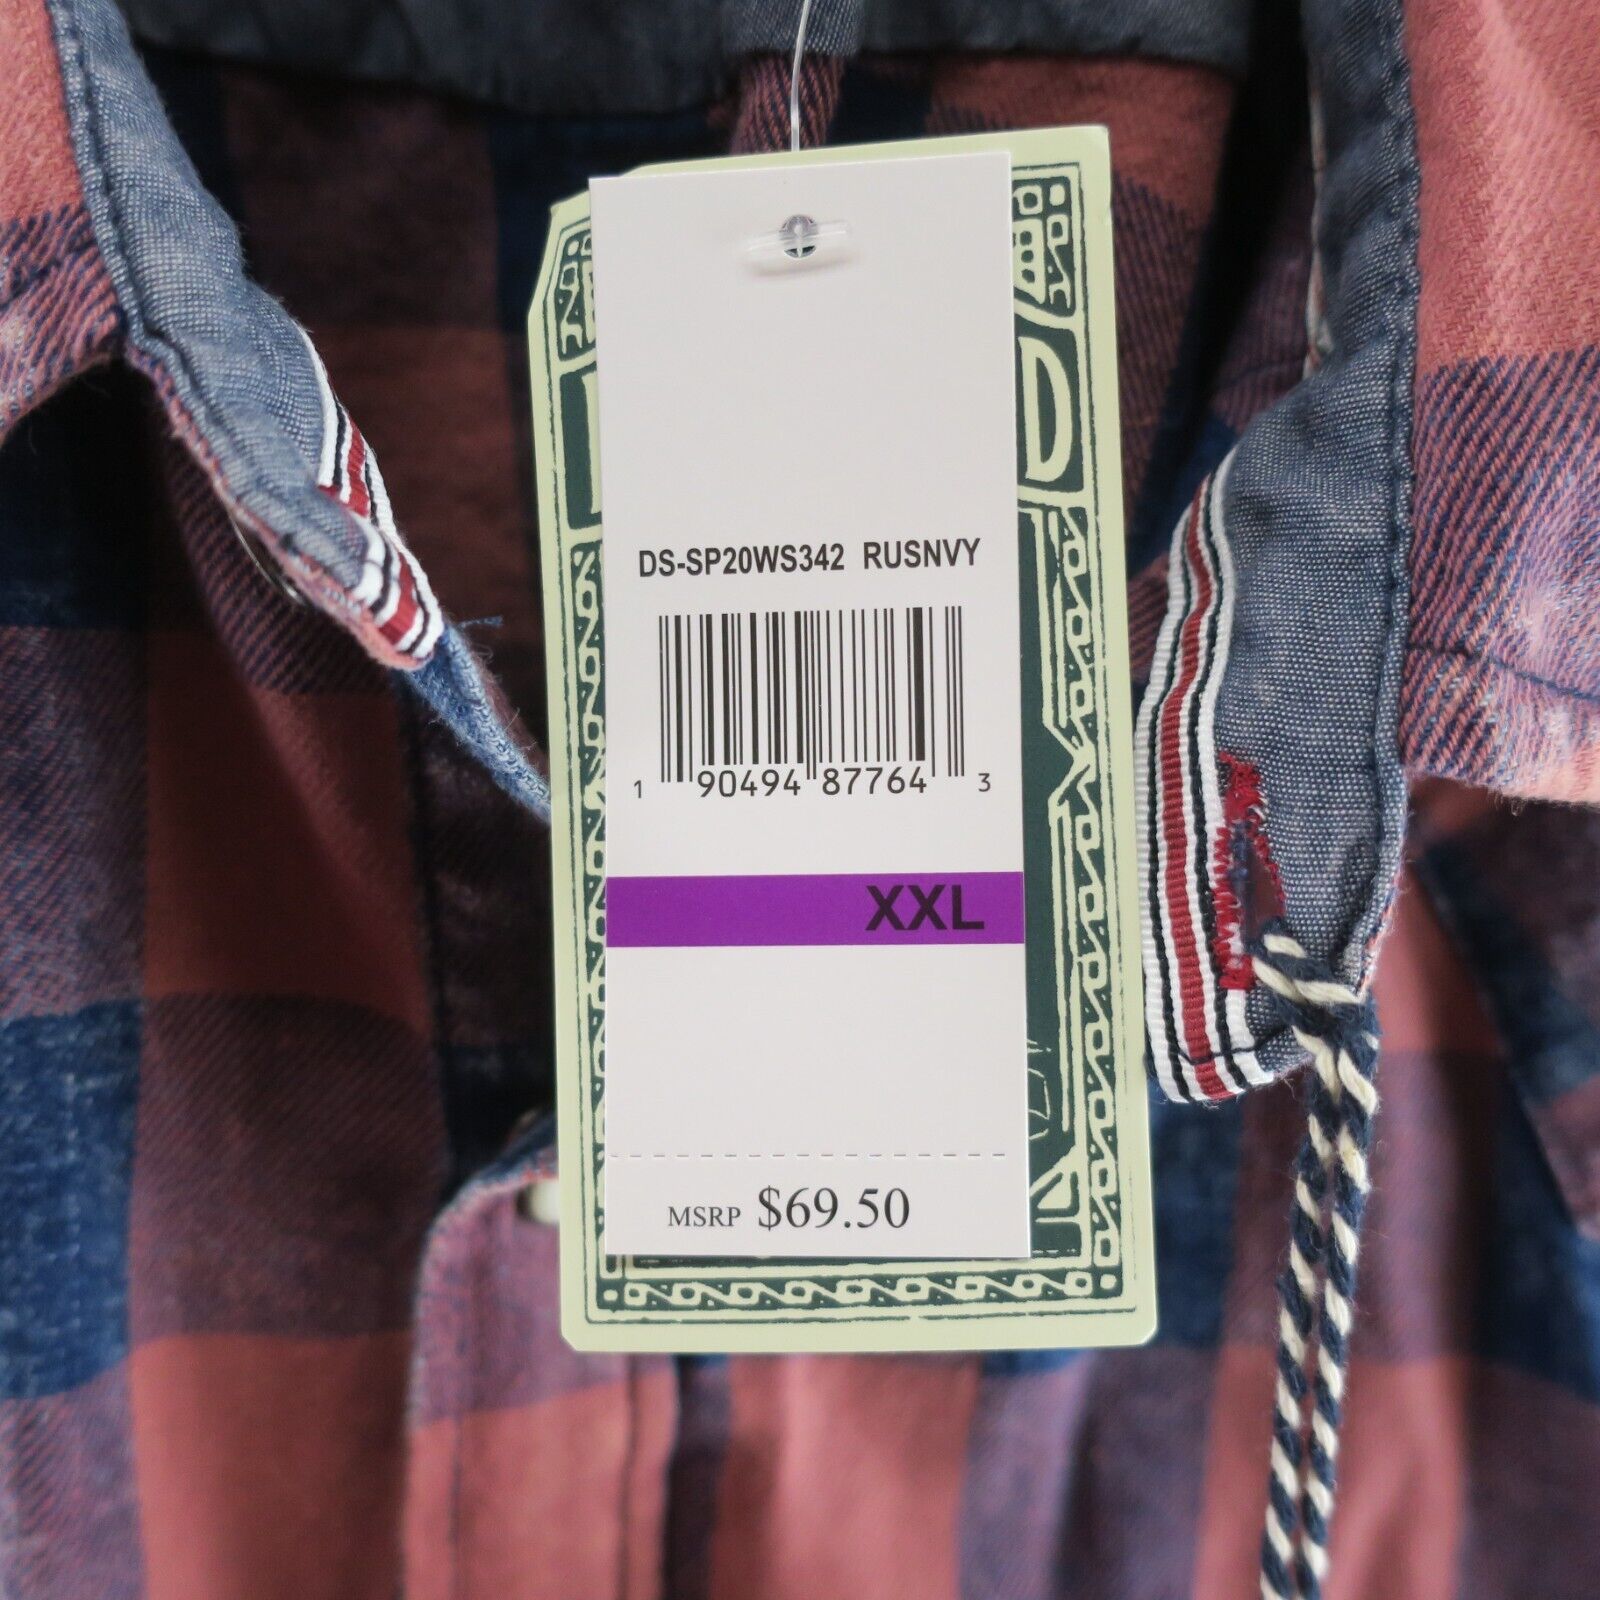 D
DS-SP20WS342 RUSNVY
1 90494 87764 3
XXL
MSRP $69.50